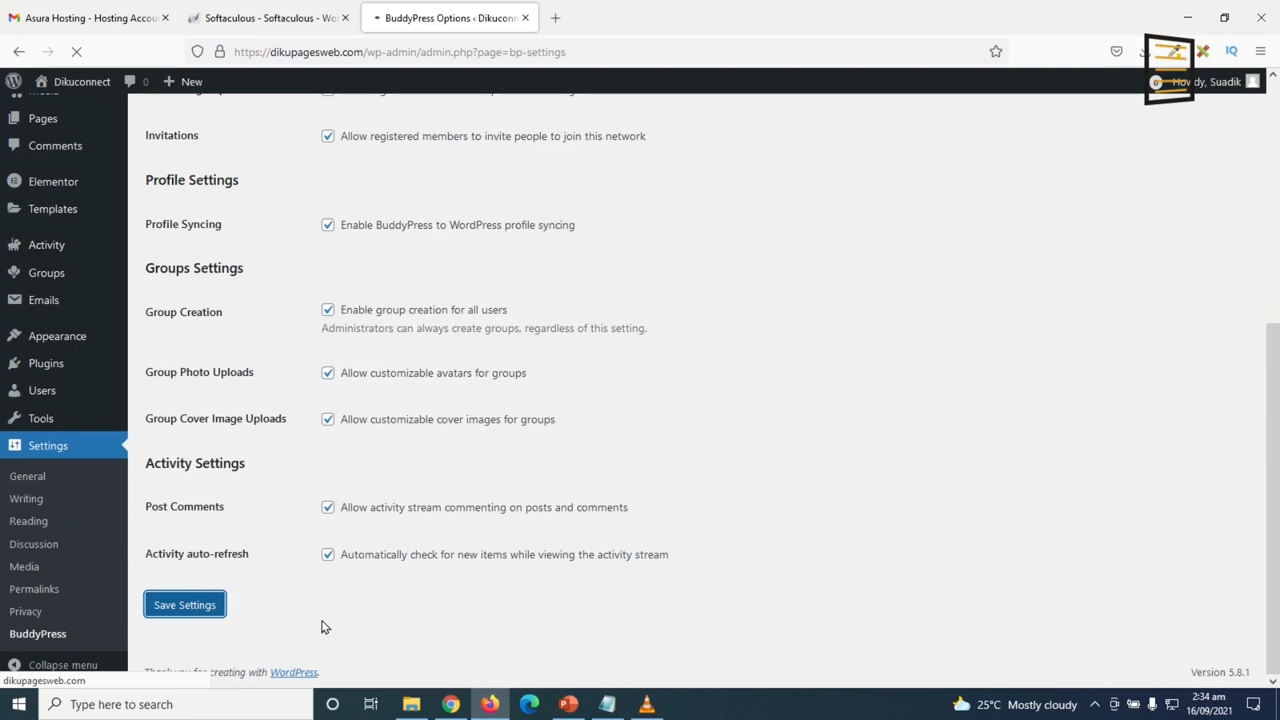 Asura Hosting - Hosting Accou
Softaculous - Softaculous - Wo
BuddyPress Options ‹ Dikuconn
https://dikupagesweb.com/wp-admin/admin.php?page=bp-settings
IQ
Dikuconnect
0
New
Howdy, Suadik
Pages
Invitations
Allow registered members to invite people to join this network
Comments
Profile Settings
Elementor
Templates
Profile Syncing
Enable BuddyPress to WordPress profile syncing
Activity
Groups Settings
Groups
Emails
Group Creation
Enable group creation for all users
Administrators can always create groups, regardless of this setting.
Appearance
Plugins
Group Photo Uploads
Allow customizable avatars for groups
Users
Tools
Group Cover Image Uploads
Allow customizable cover images for groups
Settings
Activity Settings
General
Writing
Post Comments
Allow activity stream commenting on posts and comments
Reading
Discussion
Activity auto-refresh
Automatically check for new items while viewing the activity stream
Media
Permalinks
Save Settings
Privacy
BuddyPress
Collapse menu
Thank you for creating with WordPress.
Version 5.8.1
dikupagesweb.com
Type here to search
25°C Mostly cloudy
2:34 am
16/09/2021